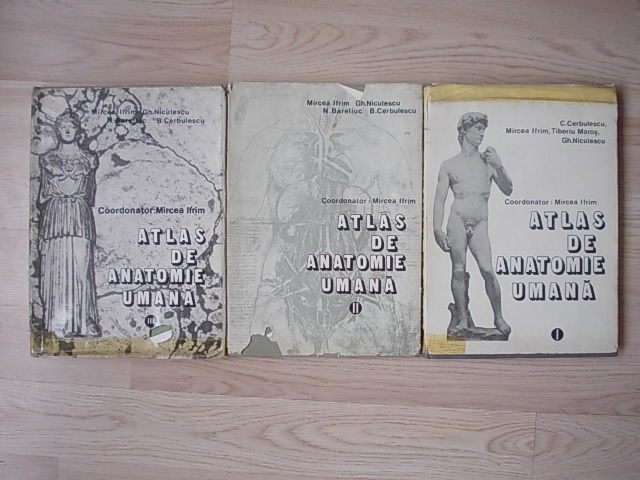 Mircea Ifrim Gh.Niculescu
N.Bareliuc B.Cerbulescu
Coordonator:Mircea Ifrim
ATLAS
DE
ANATOMIE
UMANĂ
III
Mircea Ifrim Gh.Niculescu
N.Bareliuc B.Cerbulescu
Coordonator: Mircea Ifrim
ATLAS
DE
ANATOMIE
UMANĂ
II
C.Cerbulescu,
Mircea Ifrim, Tiberiu Maroș,
Gh.Niculescu
Coordonator: Mircea Ifrim
ATLAS
DE
ANATOMIE
UMANĂ
I